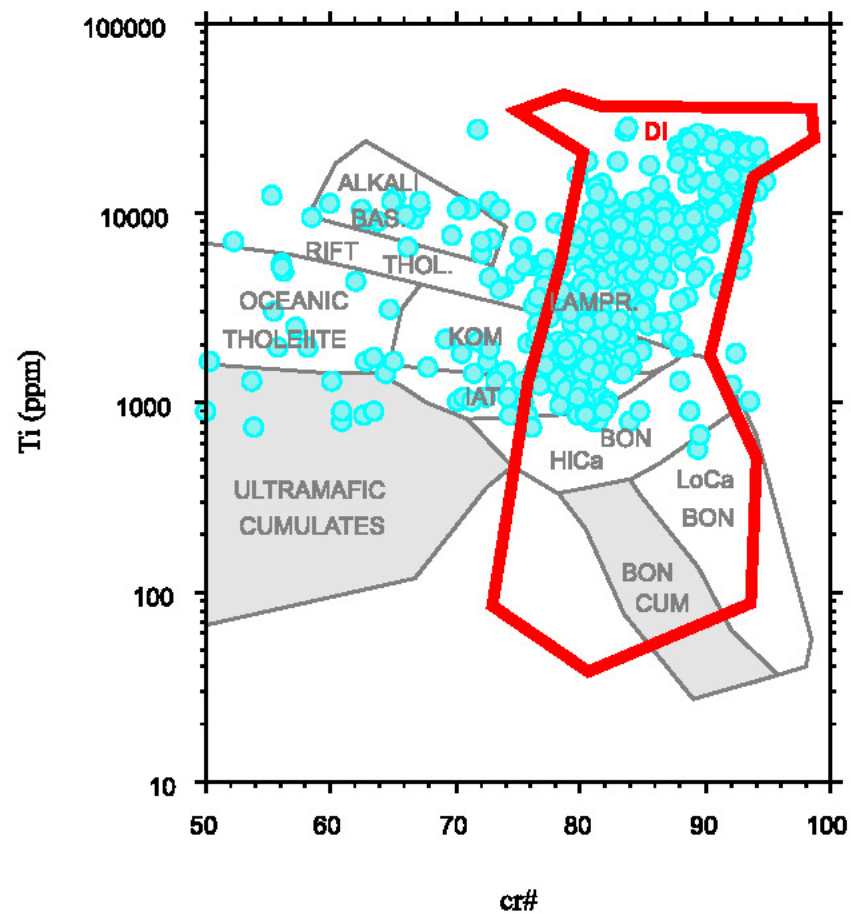 100000
10000
1000
100
10
Ti (ppm)
DI
ALKALI
BAS.
RIFT
THOL.
OCEANIC
THOLEIITE
LAMPR.
KOM
IAT
BON
HICa
LoCa
BON
ULTRAMAFIC
CUMULATES
BON
CUM
50 60 70 80 90 100
cr#